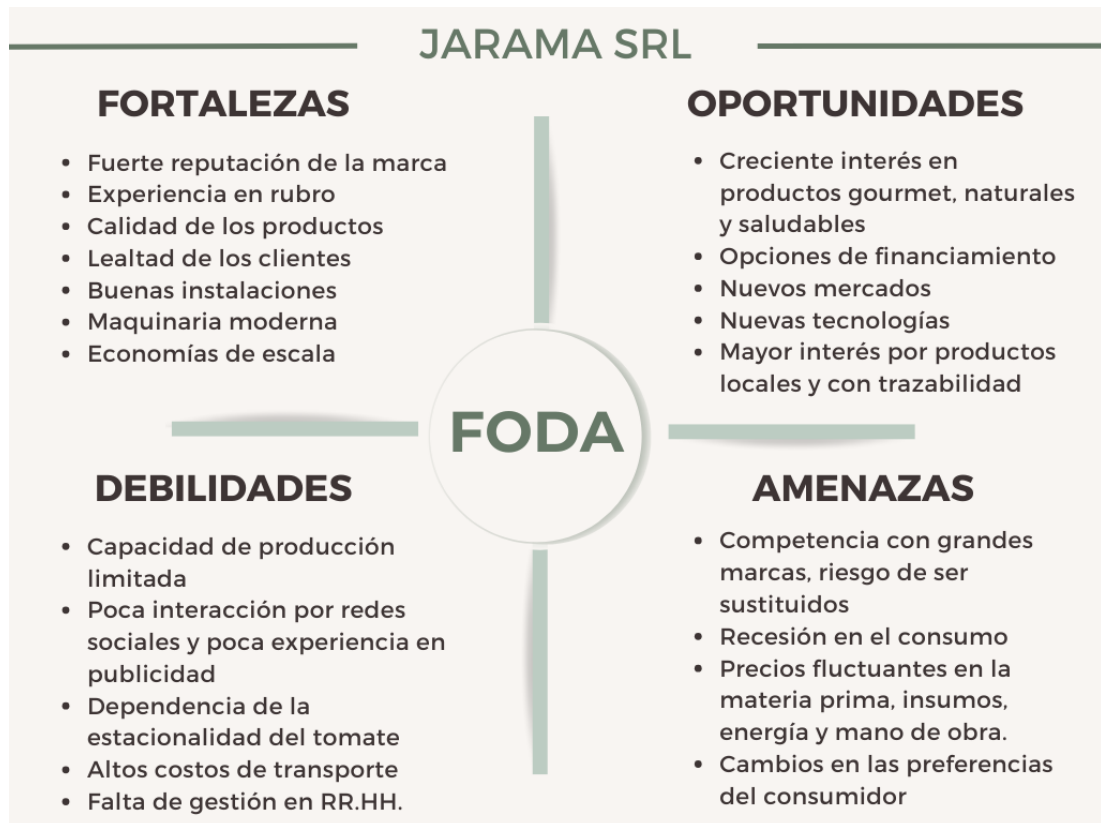 JARAMA SRL
FORTALEZAS
• Fuerte reputación de la marca
• Experiencia en rubro
• Calidad de los productos
• Lealtad de los clientes
• Buenas instalaciones
• Maquinaria moderna
• Economías de escala
OPORTUNIDADES
• Creciente interés en
productos gourmet, naturales
y saludables
• Opciones de financiamiento
• Nuevos mercados
• Nuevas tecnologías
• Mayor interés por productos
locales y con trazabilidad
FODA
DEBILIDADES
• Capacidad de producción
limitada
• Poca interacción por redes
sociales y poca experiencia en
publicidad
• Dependencia de la
estacionalidad del tomate
• Altos costos de transporte
• Falta de gestión en RR.HH.
AMENAZAS
• Competencia con grandes
marcas, riesgo de ser
sustituidos
• Recesión en el consumo
• Precios fluctuantes en la
materia prima, insumos,
energía y mano de obra.
• Cambios en las preferencias
del consumidor